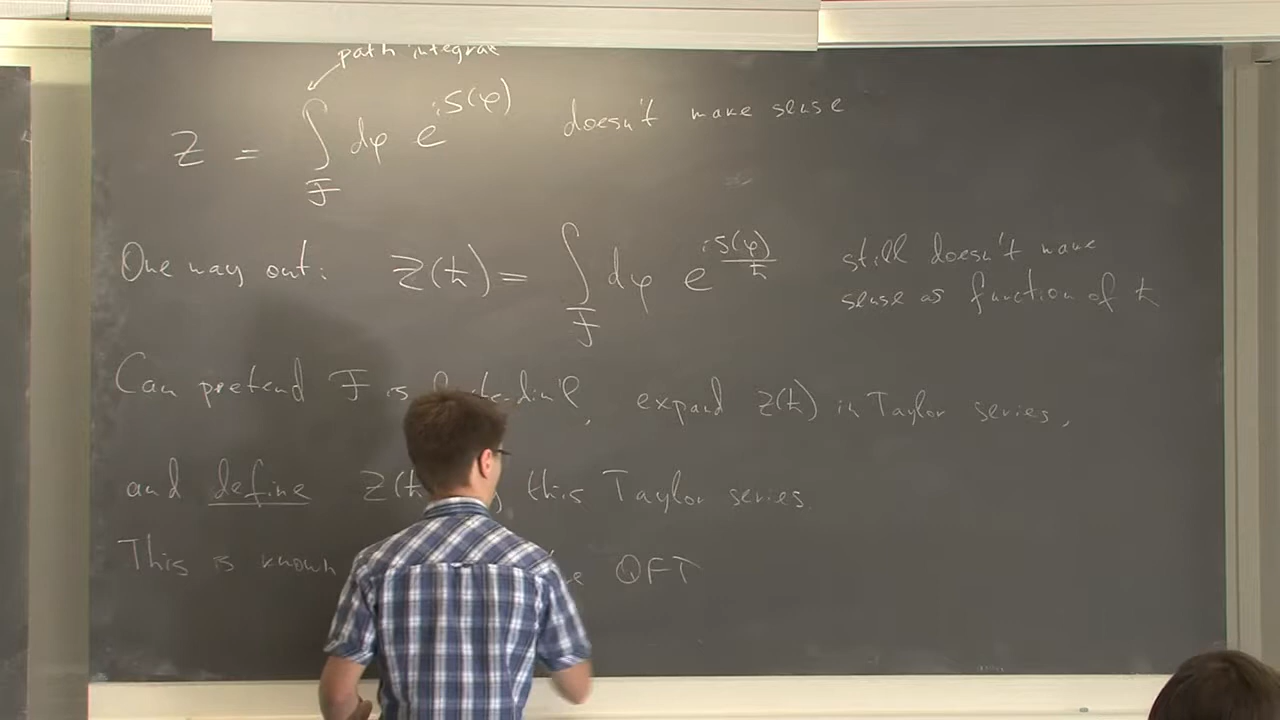 path integral
Z = ∫_F dφ e^{iS(φ)} doesn't make sense
One way out: Z(ħ) = ∫_F dφ e^{iS(φ)/ħ} still doesn't make
sense as function of ħ
Can pretend F is dim'l, expand Z(ħ) in Taylor series,
and define Z(ħ this Taylor series.
This is known QFT